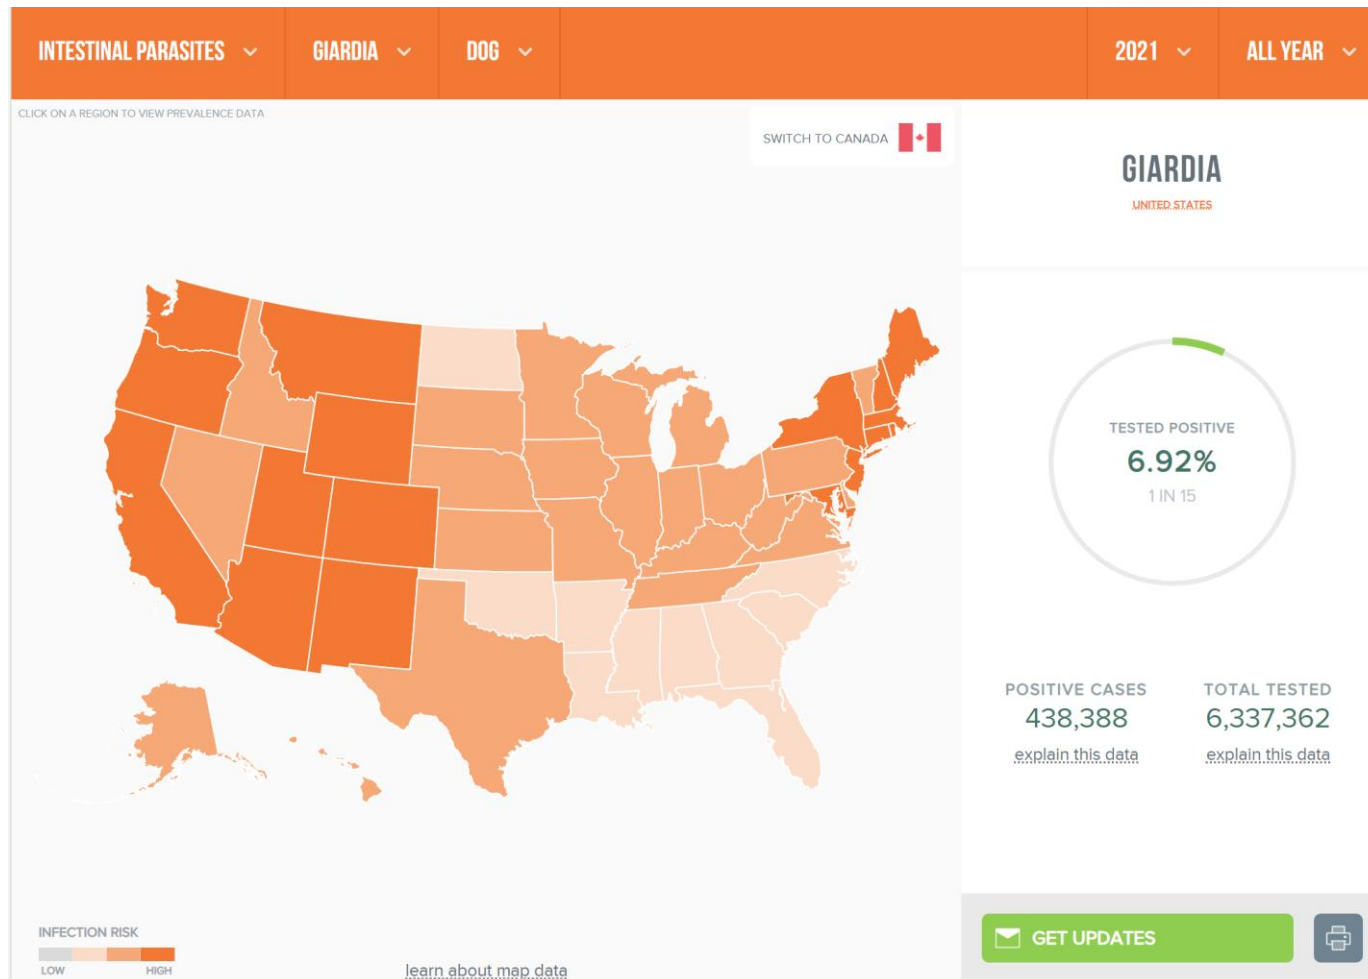 INTESTINAL PARASITES
GIARDIA
DOG
2021
ALL YEAR
CLICK ON A REGION TO VIEW PREVALENCE DATA
SWITCH TO CANADA
GIARDIA
UNITED STATES
TESTED POSITIVE
6.92%
1 IN 15
POSITIVE CASES
438,388
explain this data
TOTAL TESTED
6,337,362
explain this data
INFECTION RISK
LOW
HIGH
learn about map data
GET UPDATES